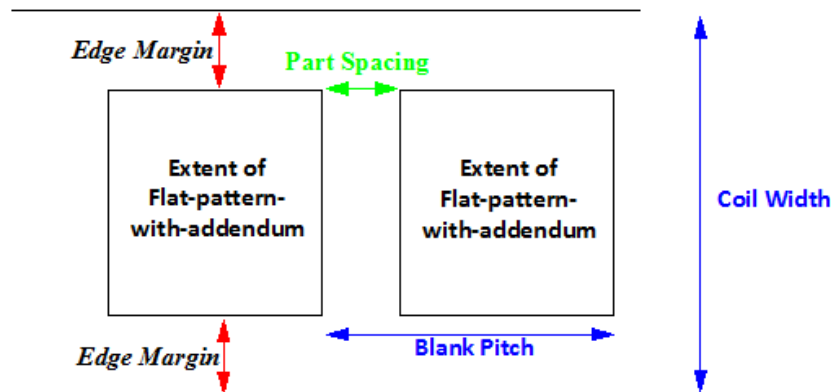 Edge Margin
Part Spacing
Extent of
Flat-pattern-
with-addendum
Extent of
Flat-pattern-
with-addendum
Coil Width
Blank Pitch
Edge Margin